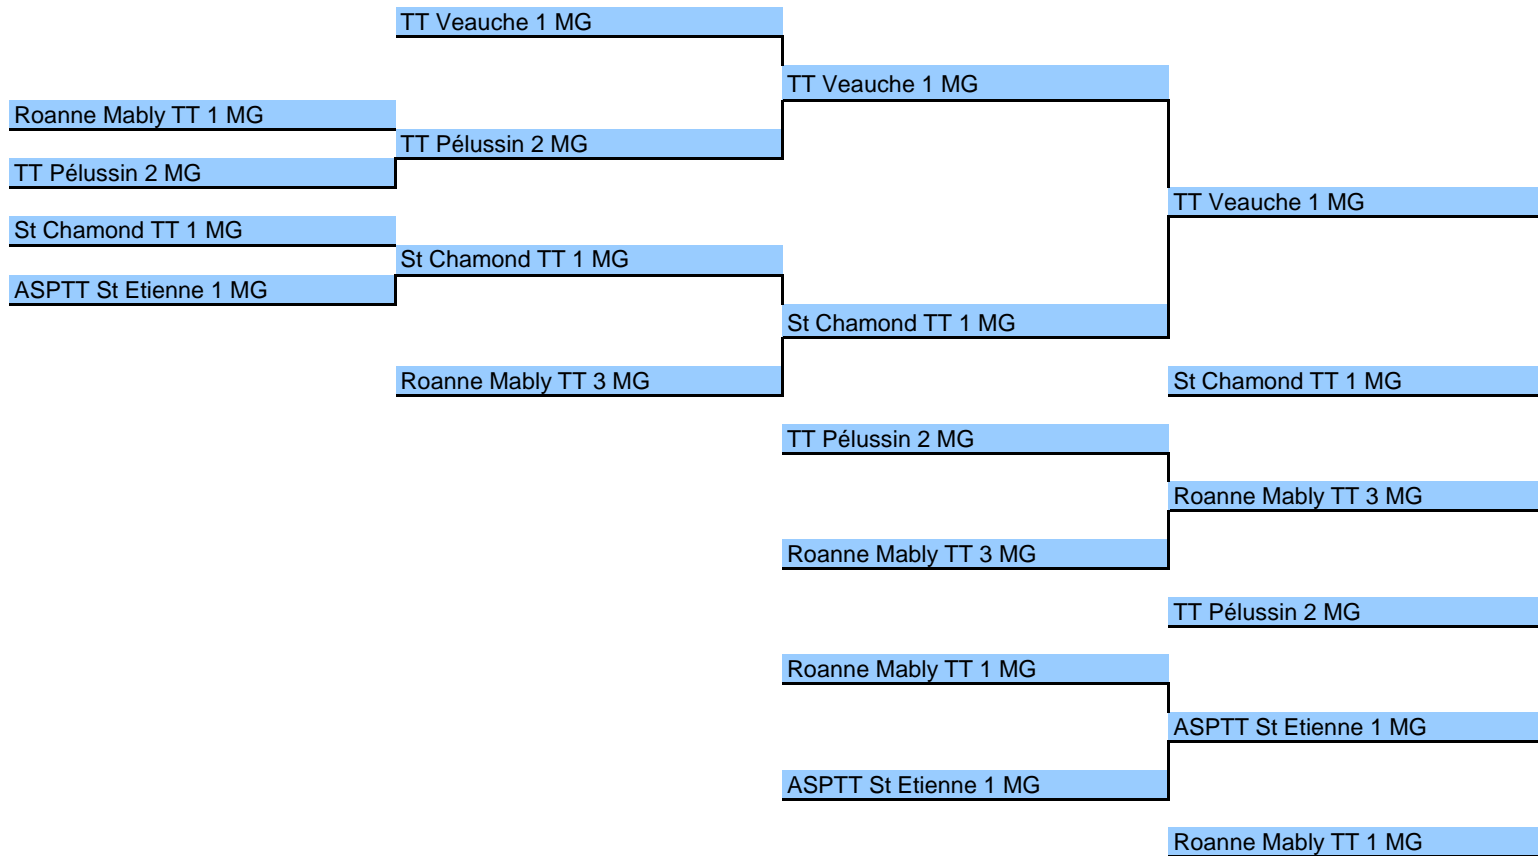 TT Veauche 1 MG
TT Veauche 1 MG
Roanne Mably TT 1 MG
TT Pélussin 2 MG
TT Pélussin 2 MG
TT Veauche 1 MG
St Chamond TT 1 MG
St Chamond TT 1 MG
ASPTT St Etienne 1 MG
St Chamond TT 1 MG
Roanne Mably TT 3 MG
St Chamond TT 1 MG
TT Pélussin 2 MG
Roanne Mably TT 3 MG
Roanne Mably TT 3 MG
TT Pélussin 2 MG
Roanne Mably TT 1 MG
ASPTT St Etienne 1 MG
ASPTT St Etienne 1 MG
Roanne Mably TT 1 MG